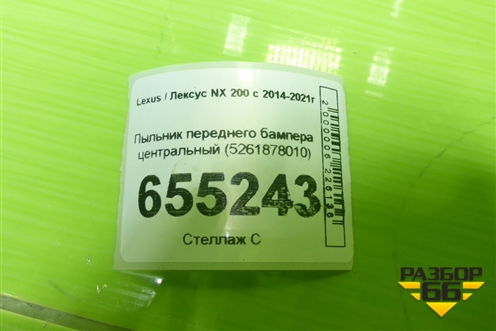 Lexus / Лексус NX 200 с 2014-2021г
Пыльник переднего бампера
центральный (5261878010)
655243
Стеллаж С
2000006226136
РАЗБОР
66